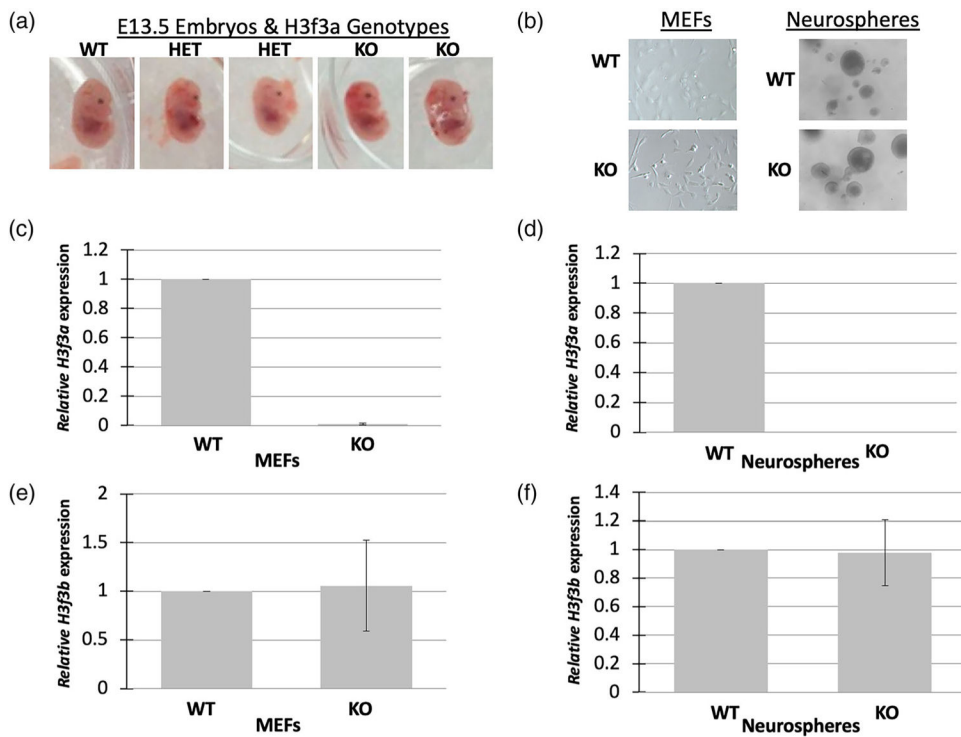 (a)
E13.5 Embryos & H3f3a Genotypes
WT HET HET KO KO
(b)
MEFs Neurospheres
WT WT
KO KO
(c)
Relative H3f3a expression
1.2
1
0.8
0.6
0.4
0.2
0
WT KO
MEFs
(d)
Relative H3f3a expression
1.2
1
0.8
0.6
0.4
0.2
0
WT KO
Neurospheres
(e)
Relative H3f3b expression
2
1.5
1
0.5
0
WT KO
MEFs
(f)
Relative H3f3b expression
1.4
1.2
1
0.8
0.6
0.4
0.2
0
WT KO
Neurospheres